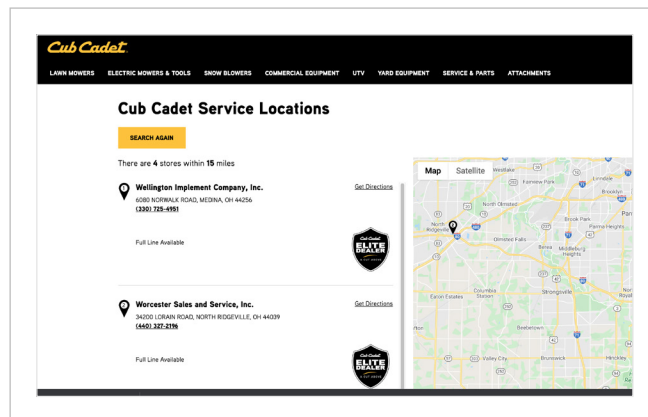 Cub Cadet
LAWN MOWERS ELECTRIC MOWERS & TOOLS SNOW BLOWERS COMMERCIAL EQUIPMENT UTV YARD EQUIPMENT SERVICE & PARTS ATTACHMENTS
Cub Cadet Service Locations
SEARCH AGAIN
There are 4 stores within 15 miles
1
Wellington Implement Company, Inc.
Get Directions
6080 NORWALK ROAD, MEDINA, OH 44256
(330) 725-4951
Full Line Available
Cub Cadet
ELITE
DEALER
2
Worcester Sales and Service, Inc.
Get Directions
34200 LORAIN ROAD, NORTH RIDGEVILLE, OH 44039
(440) 327-2196
Full Line Available
Cub Cadet
ELITE
DEALER
Map Satellite
Westlake
Fairview Park
Linndale
Brooklyn
North Olmsted
North
Ridgeville
Brook Park
Parma Heights
Olmsted Falls
Berea
Middleburg
Heights
Eaton Estates
Columbia
Station
Strongsville
Beebetown
Valley City
Brunswick
Hinckley